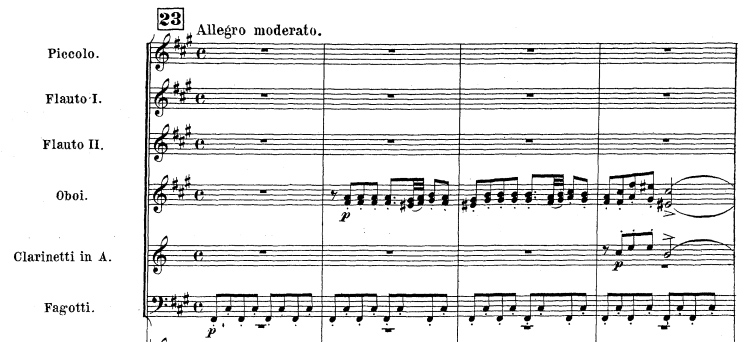 23
Allegro moderato.
Piccolo.
Flauto I.
Flauto II.
Oboi.
p
Clarinetti in A.
p
Fagotti.
p